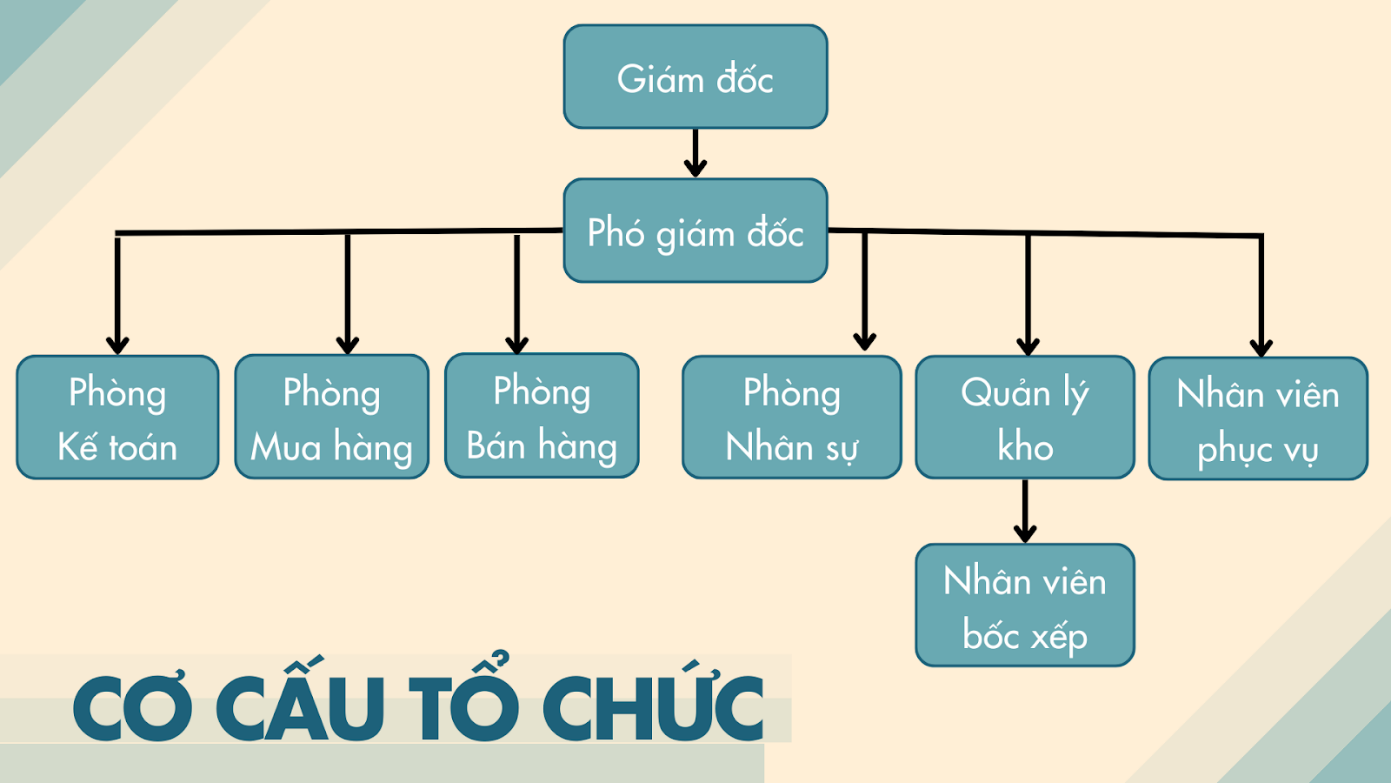 Giám đốc
Phó giám đốc
Phòng
Kế toán
Phòng
Mua hàng
Phòng
Bán hàng
Phòng
Nhân sự
Quản lý
kho
Nhân viên
phục vụ
Nhân viên
bốc xếp
CƠ CẤU TỔ CHỨC